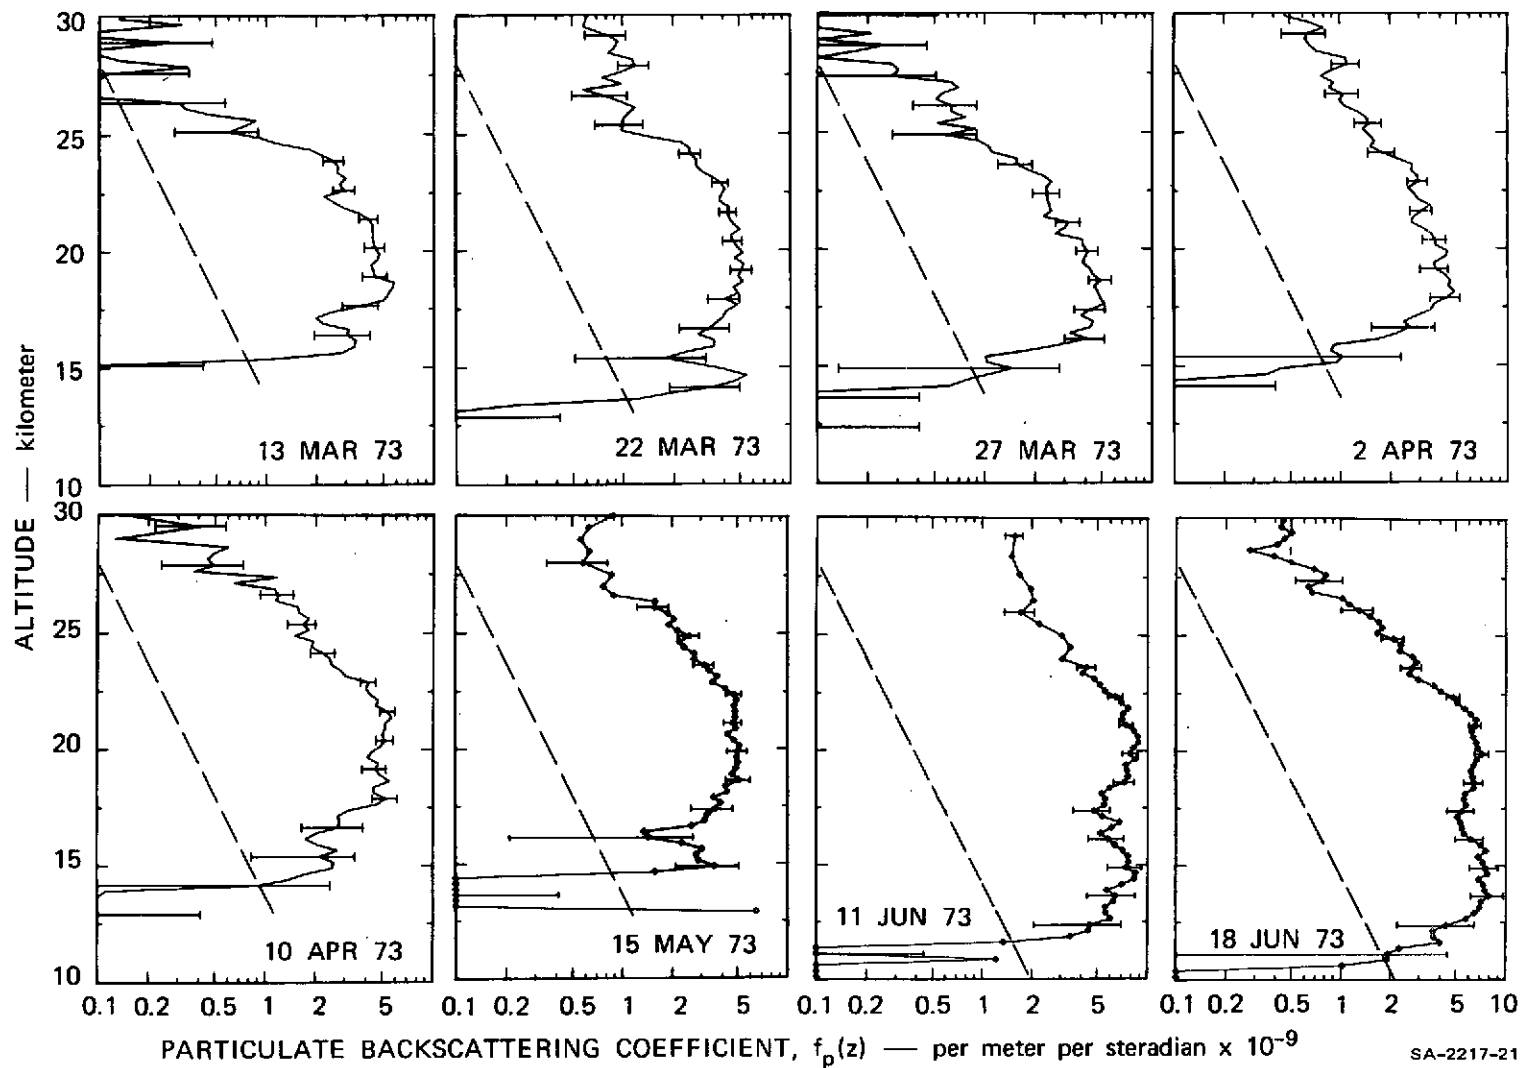 30
25
20
15
10
13 MAR 73
22 MAR 73
27 MAR 73
2 APR 73
ALTITUDE — kilometer
30
25
20
15
10
10 APR 73
15 MAY 73
11 JUN 73
18 JUN 73
0.1 0.2 0.5 1 2 5
0.1 0.2 0.5 1 2 5
0.1 0.2 0.5 1 2 5
0.1 0.2 0.5 1 2 5 10
PARTICULATE BACKSCATTERING COEFFICIENT, fp(z) — per meter per steradian x 10⁻⁹
SA-2217-21